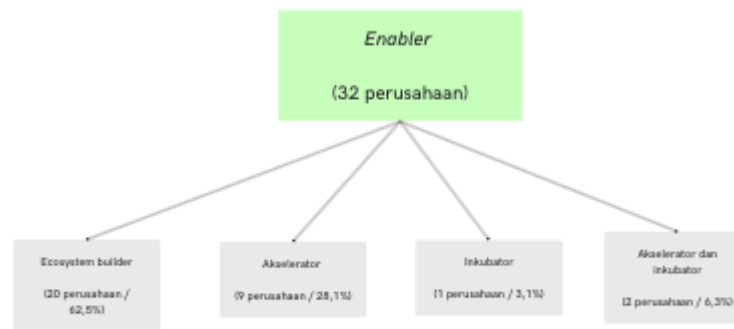 Enabler
(32 perusahaan)
Ecosystem builder
(20 perusahaan /
62,5%)
Akselerator
(9 perusahaan / 28,1%)
Inkubator
(1 perusahaan / 3,1%)
Akselerator dan
inkubator
(2 perusahaan / 6,3%)